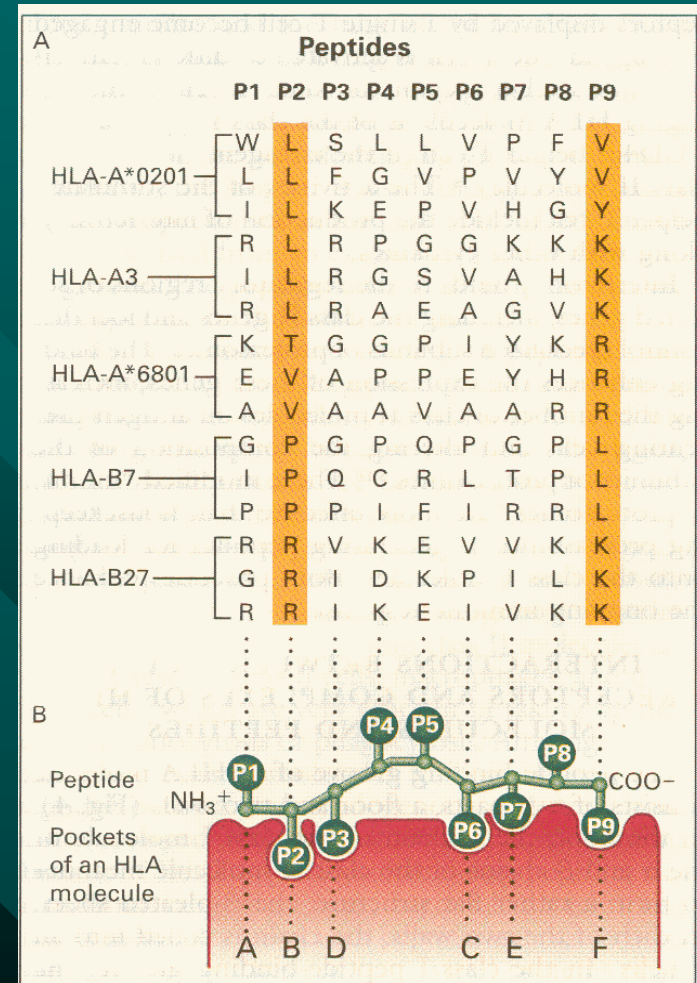 A
Peptides
P1 P2 P3 P4 P5 P6 P7 P8 P9
W L S L L V P F V
HLA-A*0201 L L F G V P V Y V
I L K E P V H G Y
R L R P G G K K K
HLA-A3 I L R G S V A H K
R L R A E A G V K
K T G G P I Y K R
HLA-A*6801 E V A P P E Y H R
A V A A V A A R R
G P G P Q P G P L
HLA-B7 I P Q C R L T P L
P P P I F I R R L
R R V K E V V K K
HLA-B27 G R I D K P I L K
R R I K E I V K K
B
Peptide
NH3+
P1 P2 P3 P4 P5 P6 P7 P8 P9
COO−
Pockets
of an HLA
molecule
A B D C E F